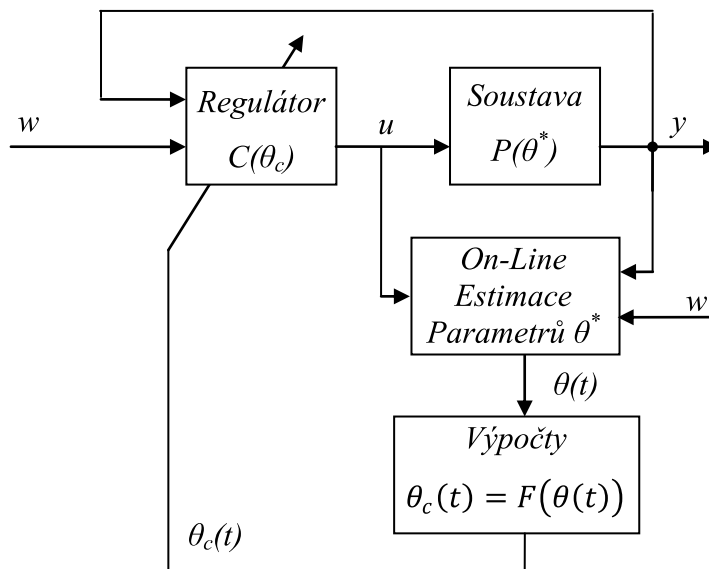 w
Regulátor
C(θc)
u
Soustava
P(θ*)
y
On-Line
Estimace
Parametrů θ*
w
θ(t)
Výpočty
θc(t) = F(θ(t))
θc(t)